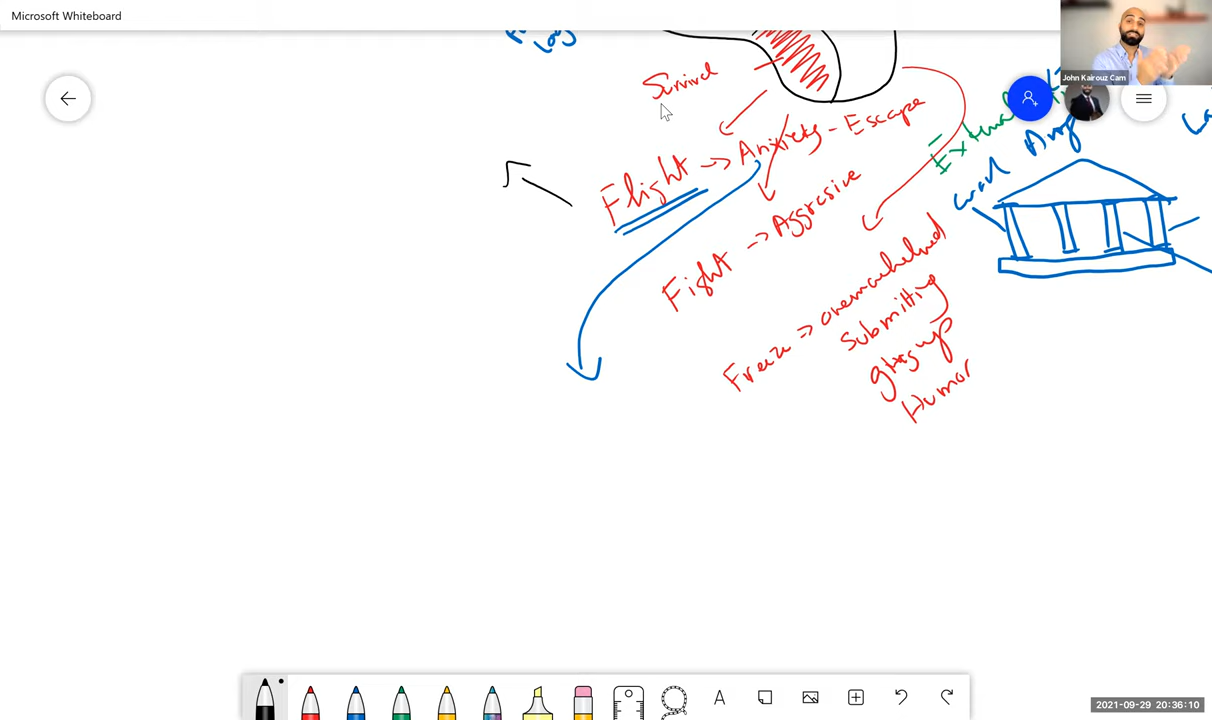 Microsoft Whiteboard
John Kairouz Cam
Survival
External
Flight -> Anxiety - Escape
Fight -> Aggressive
Freeze -> overwhelmed
Submitting
gives up
Humor
2021-09-29 20:36:10